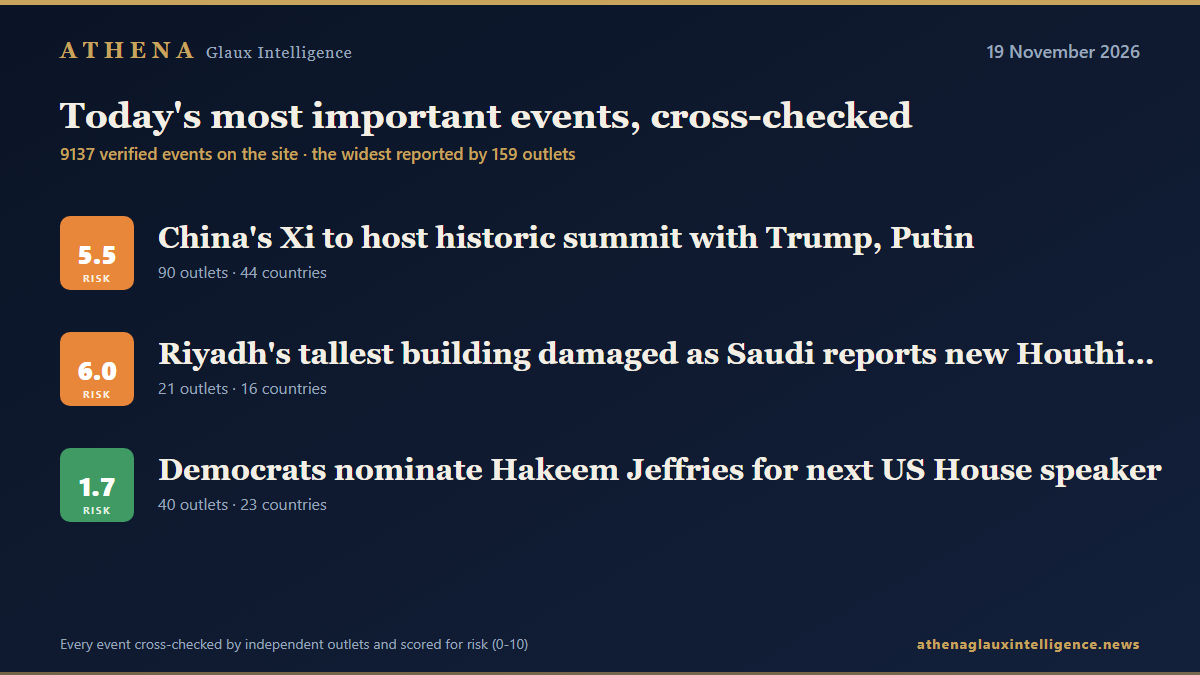 ATHENA Glaux Intelligence
19 November 2026
Today's most important events, cross-checked
9137 verified events on the site · the widest reported by 159 outlets
5.5
RISK
China's Xi to host historic summit with Trump, Putin
90 outlets · 44 countries
6.0
RISK
Riyadh's tallest building damaged as Saudi reports new Houthi...
21 outlets · 16 countries
1.7
RISK
Democrats nominate Hakeem Jeffries for next US House speaker
40 outlets · 23 countries
Every event cross-checked by independent outlets and scored for risk (0-10)
athenaglauxintelligence.news